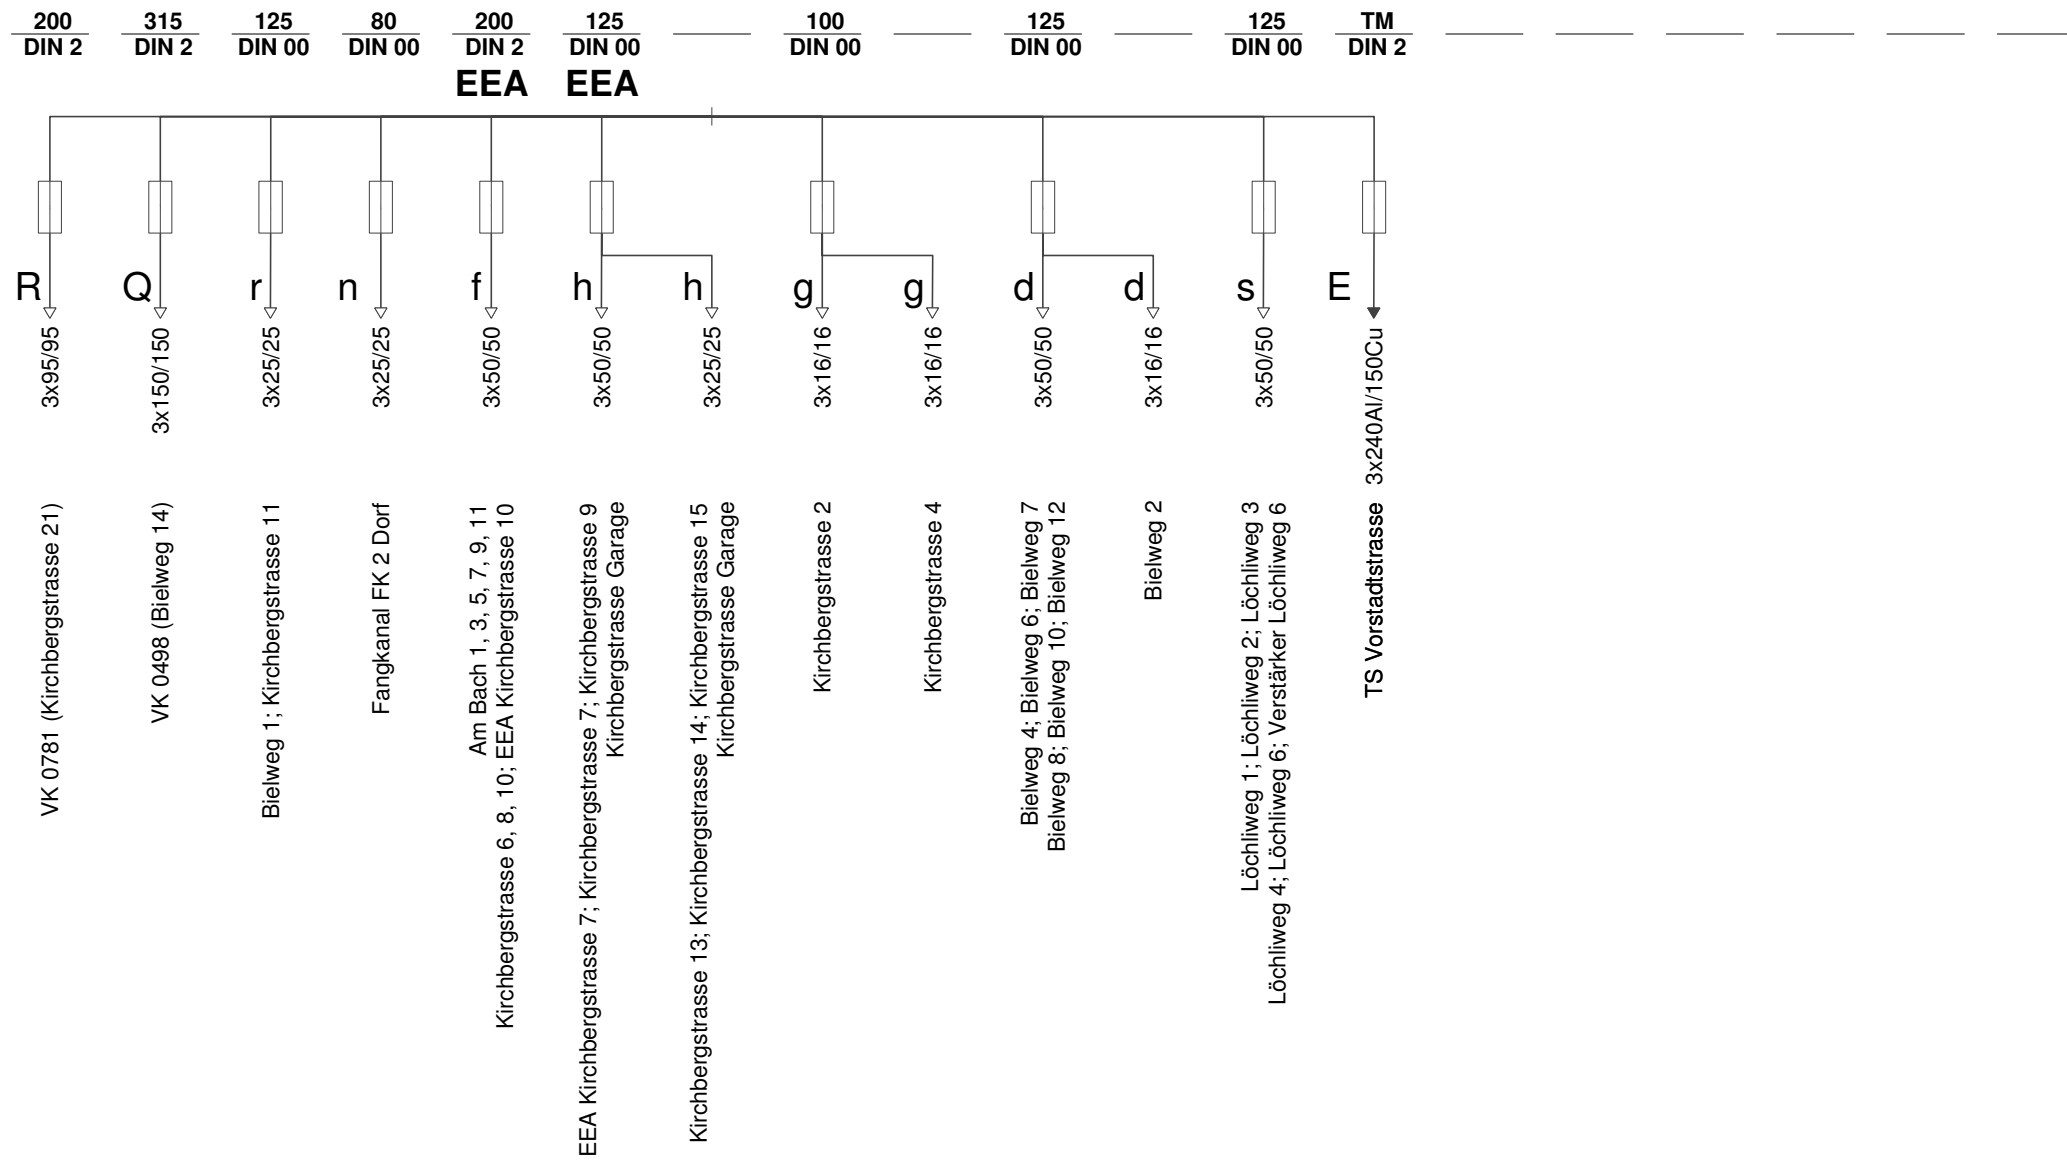 200
DIN 2
315
DIN 2
125
DIN 00
80
DIN 00
200
DIN 2
125
DIN 00
100
DIN 00
125
DIN 00
125
DIN 00
TM
DIN 2
EEA
EEA
R
Q
r
n
f
h
h
g
g
d
d
s
E
3x95/95
3x150/150
3x25/25
3x25/25
3x50/50
3x50/50
3x25/25
3x16/16
3x16/16
3x50/50
3x16/16
3x50/50
3x240Al/150Cu
VK 0781 (Kirchbergstrasse 21)
VK 0498 (Bielweg 14)
Bielweg 1; Kirchbergstrasse 11
Fangkanal FK 2 Dorf
Am Bach 1, 3, 5, 7, 9, 11
Kirchbergstrasse 6, 8, 10; EEA Kirchbergstrasse 10
EEA Kirchbergstrasse 7; Kirchbergstrasse 7; Kirchbergstrasse 9
Kirchbergstrasse Garage
Kirchbergstrasse 13; Kirchbergstrasse 14; Kirchbergstrasse 15
Kirchbergstrasse Garage
Kirchbergstrasse 2
Kirchbergstrasse 4
Bielweg 4; Bielweg 6; Bielweg 7
Bielweg 8; Bielweg 10; Bielweg 12
Bielweg 2
Löchliweg 1; Löchliweg 2; Löchliweg 3
Löchliweg 4; Löchliweg 6; Verstärker Löchliweg 6
TS Vorstadtstrasse